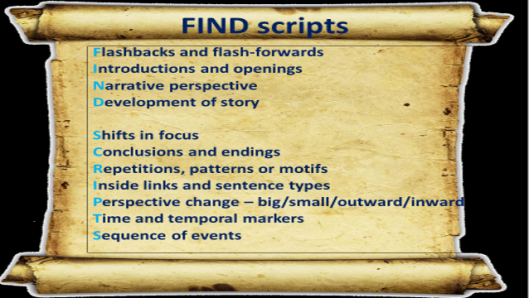 FIND scripts
Flashbacks and flash-forwards
Introductions and openings
Narrative perspective
Development of story
Shifts in focus
Conclusions and endings
Repetitions, patterns or motifs
Inside links and sentence types
Perspective change – big/small/outward/inward
Time and temporal markers
Sequence of events